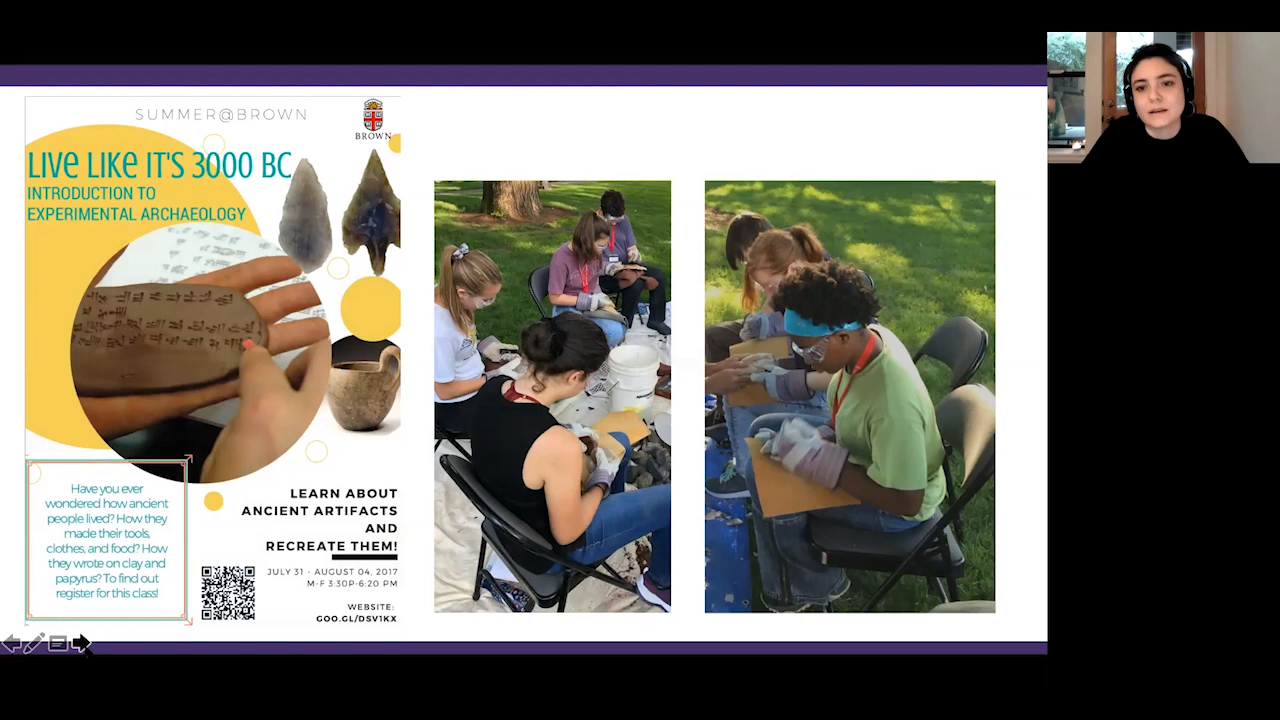 SUMMER@BROWN
BROWN
LIVE LIKE IT'S 3000 BC
INTRODUCTION TO
EXPERIMENTAL ARCHAEOLOGY
Have you ever
wondered how ancient
people lived? How they
made their tools,
clothes, and food? How
they wrote on clay and
papyrus? To find out
register for this class!
LEARN ABOUT
ANCIENT ARTIFACTS
AND
RECREATE THEM!
JULY 31 - AUGUST 04, 2017
M-F 3:30P-6:20 PM
WEBSITE:
GOO.GL/DSV1KX